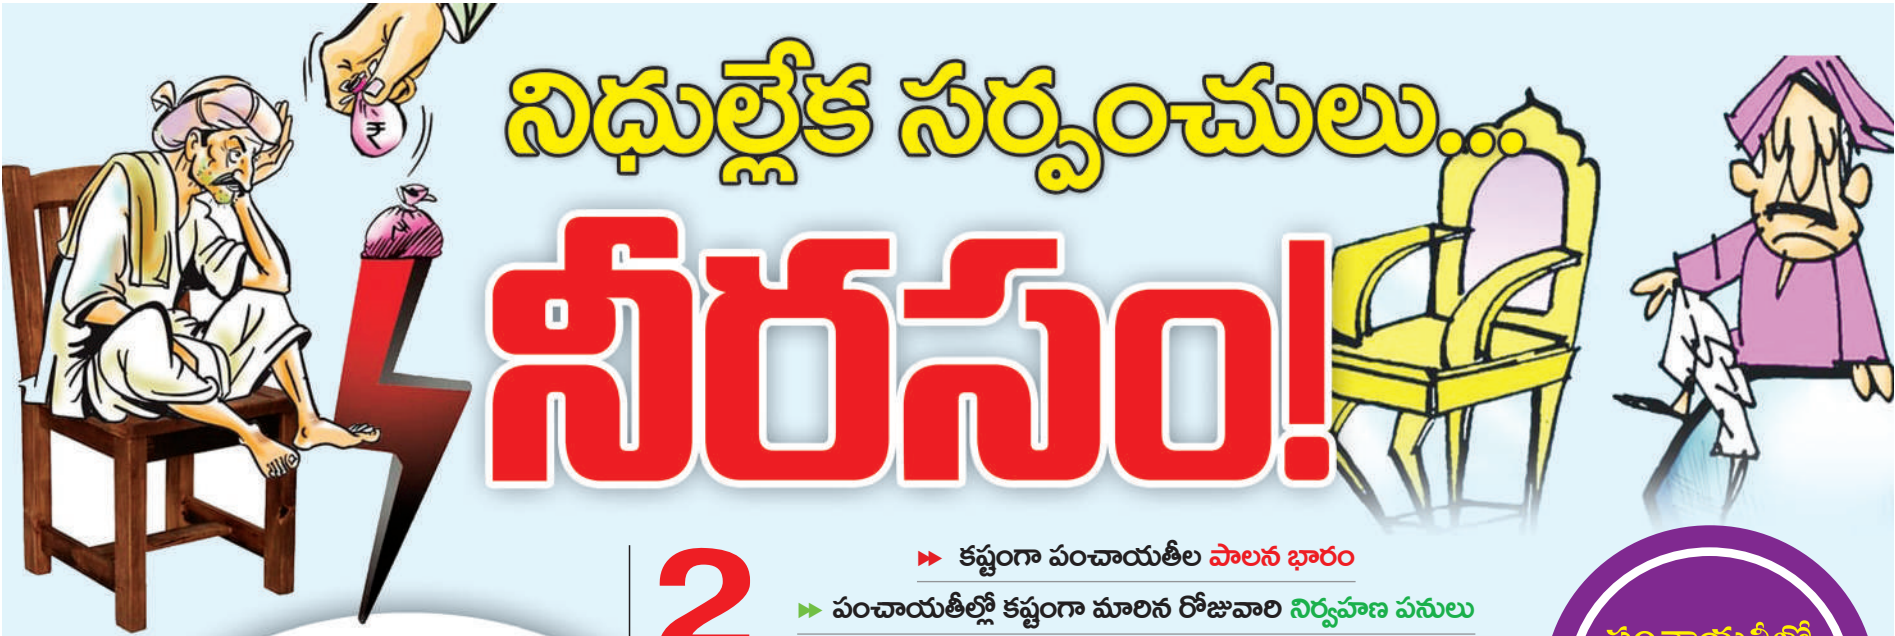 నిధుల్లేక సర్పంచులు...
నీరసం!
2
కష్టంగా పంచాయతీల పాలన భారం
పంచాయతీల్లో కష్టంగా మారిన రోజువారి నిర్వహణ పనులు